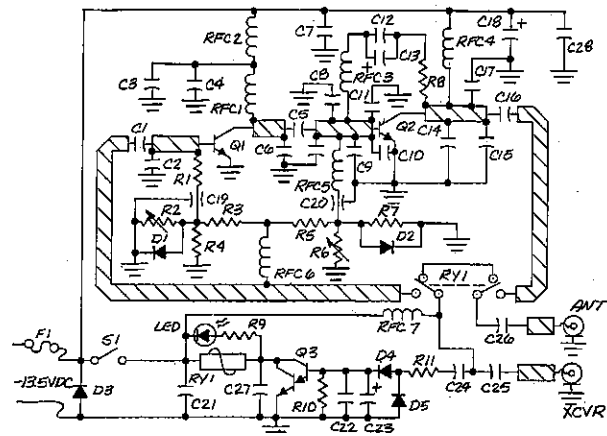 C12
C18
+
RFC2
C7
RFC3
+
C13
RFC4
C28
C3
C4
C8
R8
C17
RFC1
C11
C5
C16
C1
Q1
Q2
C14
C6
C9
C10
C15
C2
R1
RFC5
C19
C20
R2
R3
R5
R7
D1
R4
R6
D2
RFC6
RY1
ANT
LED
R9
RFC7
C26
F1
S1
Q3
D4
R11
RY1
-13.5VDC
D3
C27
R10
+
D5
C24
C25
XCVR
C21
C22
C23